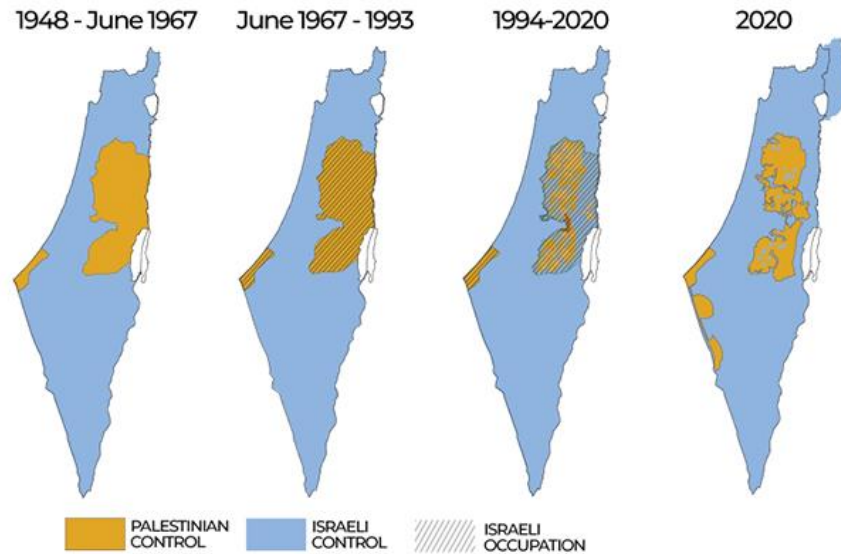 1948 - June 1967
June 1967 - 1993
1994-2020
2020
PALESTINIAN
CONTROL
ISRAELI
CONTROL
ISRAELI
OCCUPATION